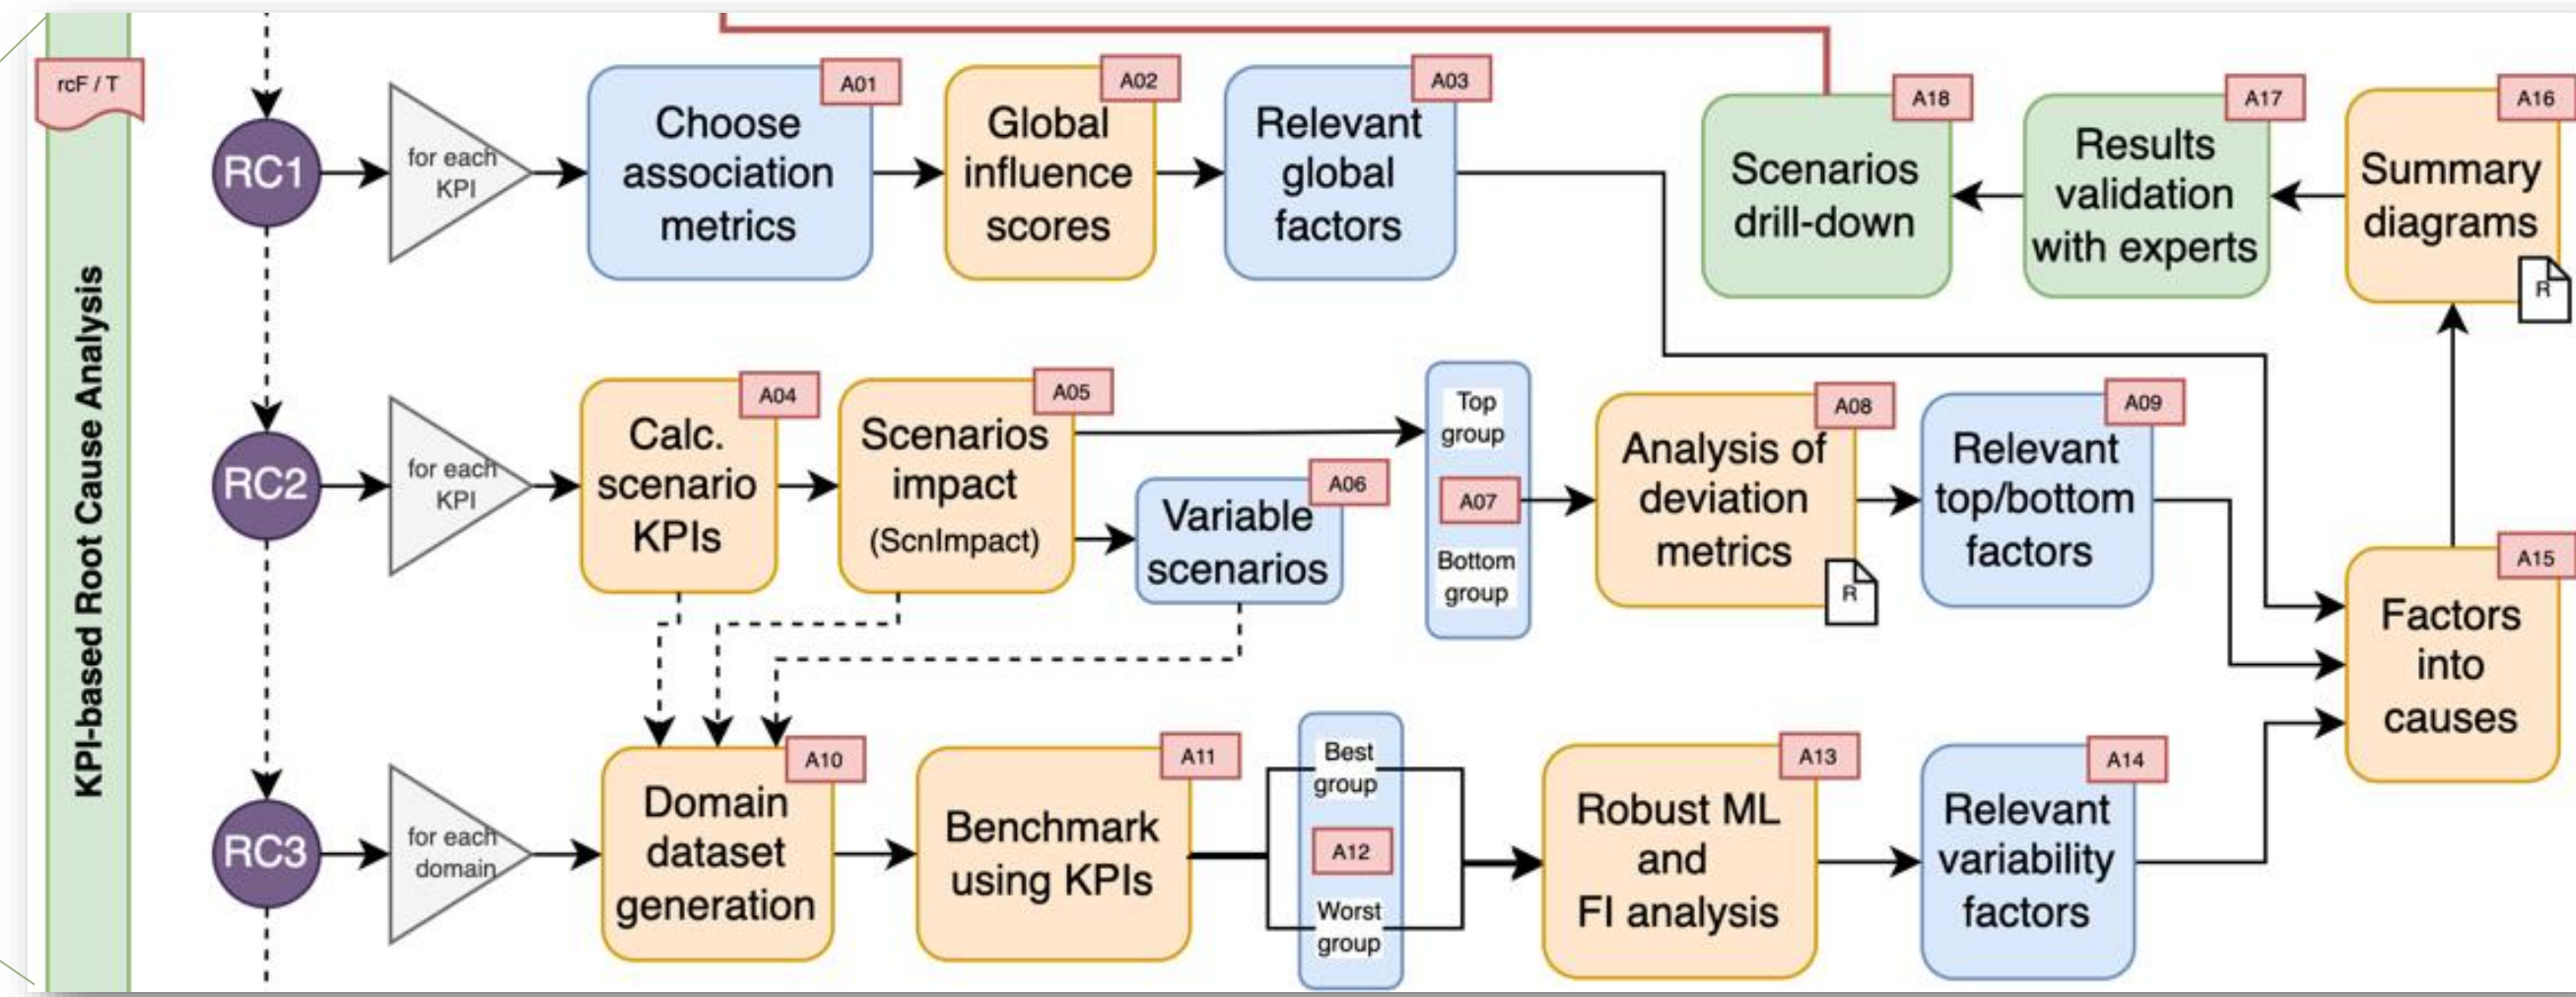 rcF / T
KPI-based Root Cause Analysis
RC1
for each
KPI
A01
Choose
association
metrics
A02
Global
influence
scores
A03
Relevant
global
factors
A18
Scenarios
drill-down
A17
Results
validation
with experts
A16
Summary
diagrams
R
RC2
for each
KPI
A04
Calc.
scenario
KPIs
A05
Scenarios
impact
(ScnImpact)
A06
Variable
scenarios
Top
group
A07
Bottom
group
A08
Analysis of
deviation
metrics
R
A09
Relevant
top/bottom
factors
A15
Factors
into
causes
RC3
for each
domain
A10
Domain
dataset
generation
A11
Benchmark
using KPIs
Best
group
A12
Worst
group
A13
Robust ML
and
FI analysis
A14
Relevant
variability
factors